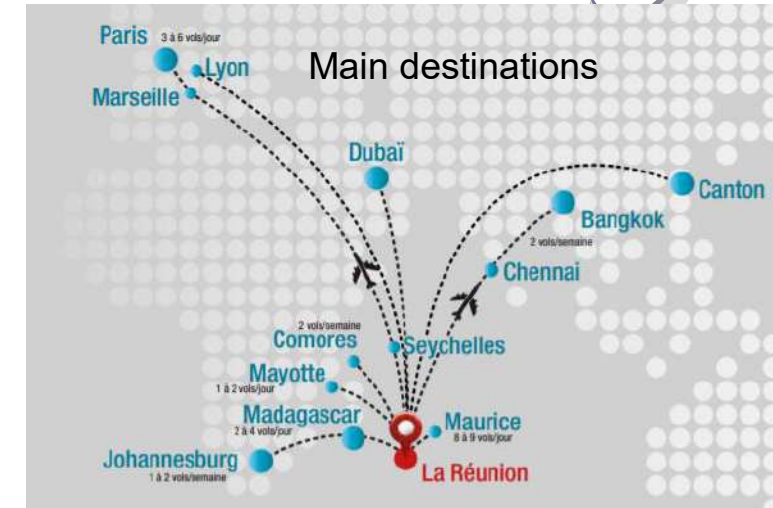 Main destinations
Paris 3 à 6 vols/jour
Lyon
Marseille
Dubaï
Canton
Bangkok
2 vols/semaine
Chennai
2 vols/semaine
Comores
Seychelles
Mayotte
1 à 2 vols/jour
Madagascar
2 à 4 vols/jour
Maurice
8 à 9 vols/jour
Johannesburg
1 à 2 vols/semaine
La Réunion